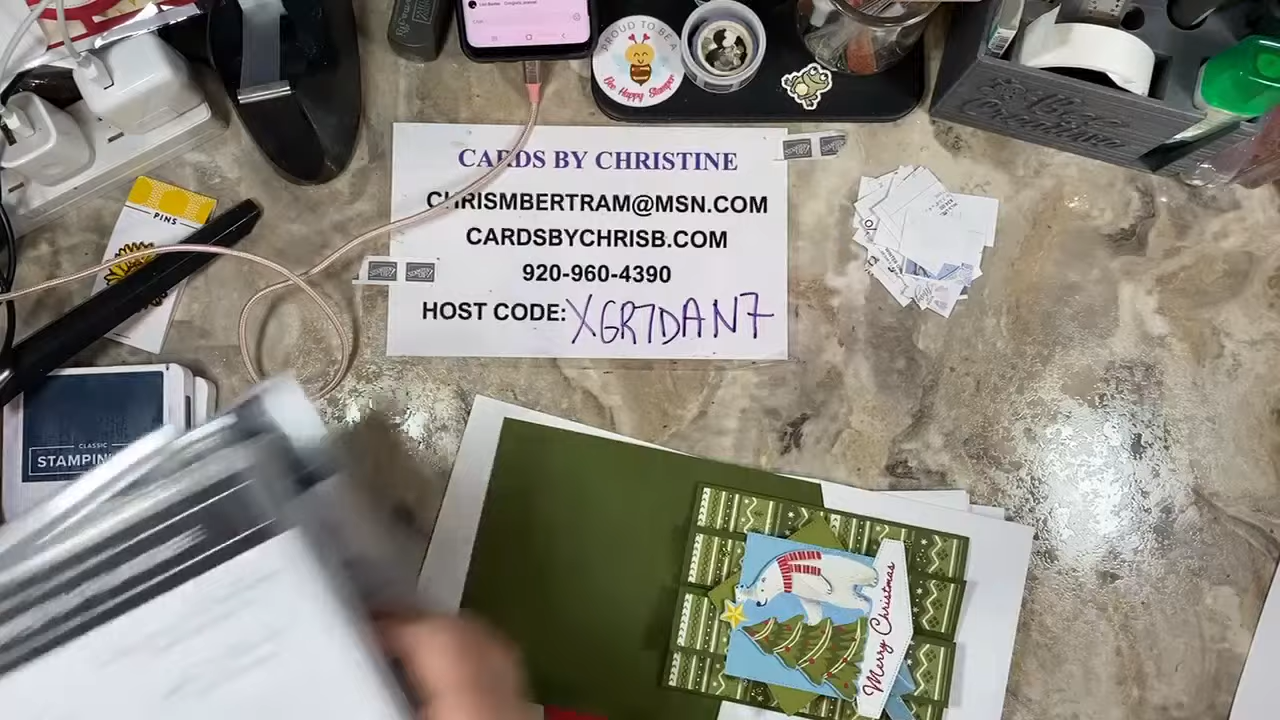 PROUD TO BE A
Bee Happy Stamper
CARDS BY CHRISTINE
CHRISMBERTRAM@MSN.COM
CARDSBYCHRISB.COM
920-960-4390
HOST CODE: XGR7DAN7
PINS
CLASSIC
STAMPIN
Merry Christmas